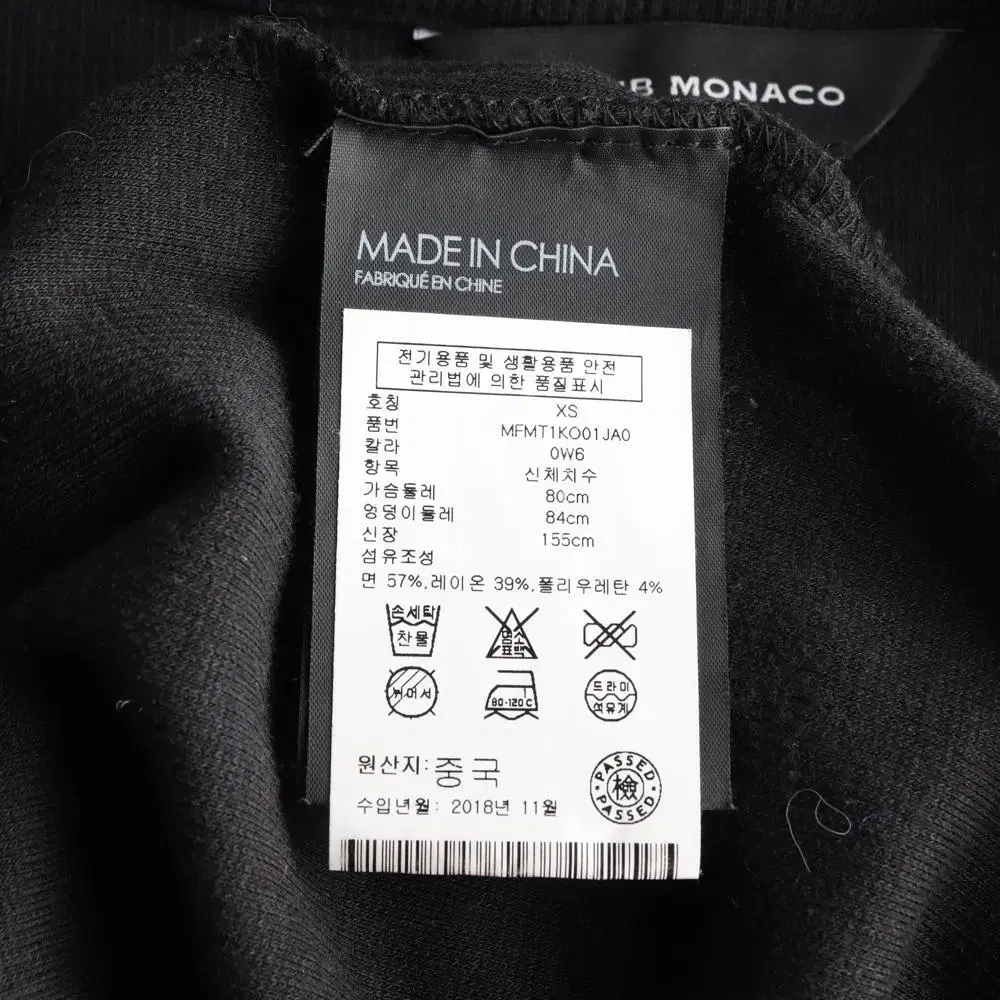 MONACO
MADE IN CHINA
FABRIQUÉ EN CHINE
전기용품 및 생활용품 안전
관리법에 의한 품질표시
호칭 XS
품번 MFMT1KO01JA0
칼라 0W6
항목 신체치수
가슴둘레 80cm
엉덩이둘레 84cm
신장 155cm
섬유조성
면 57%,레이온 39%,폴리우레탄 4%
손세탁
찬물
염소
표백
뉘어서
80-120℃
드라이
석유계
원산지: 중국
수입년월: 2018년 11월
PASSED
檢
PASSED